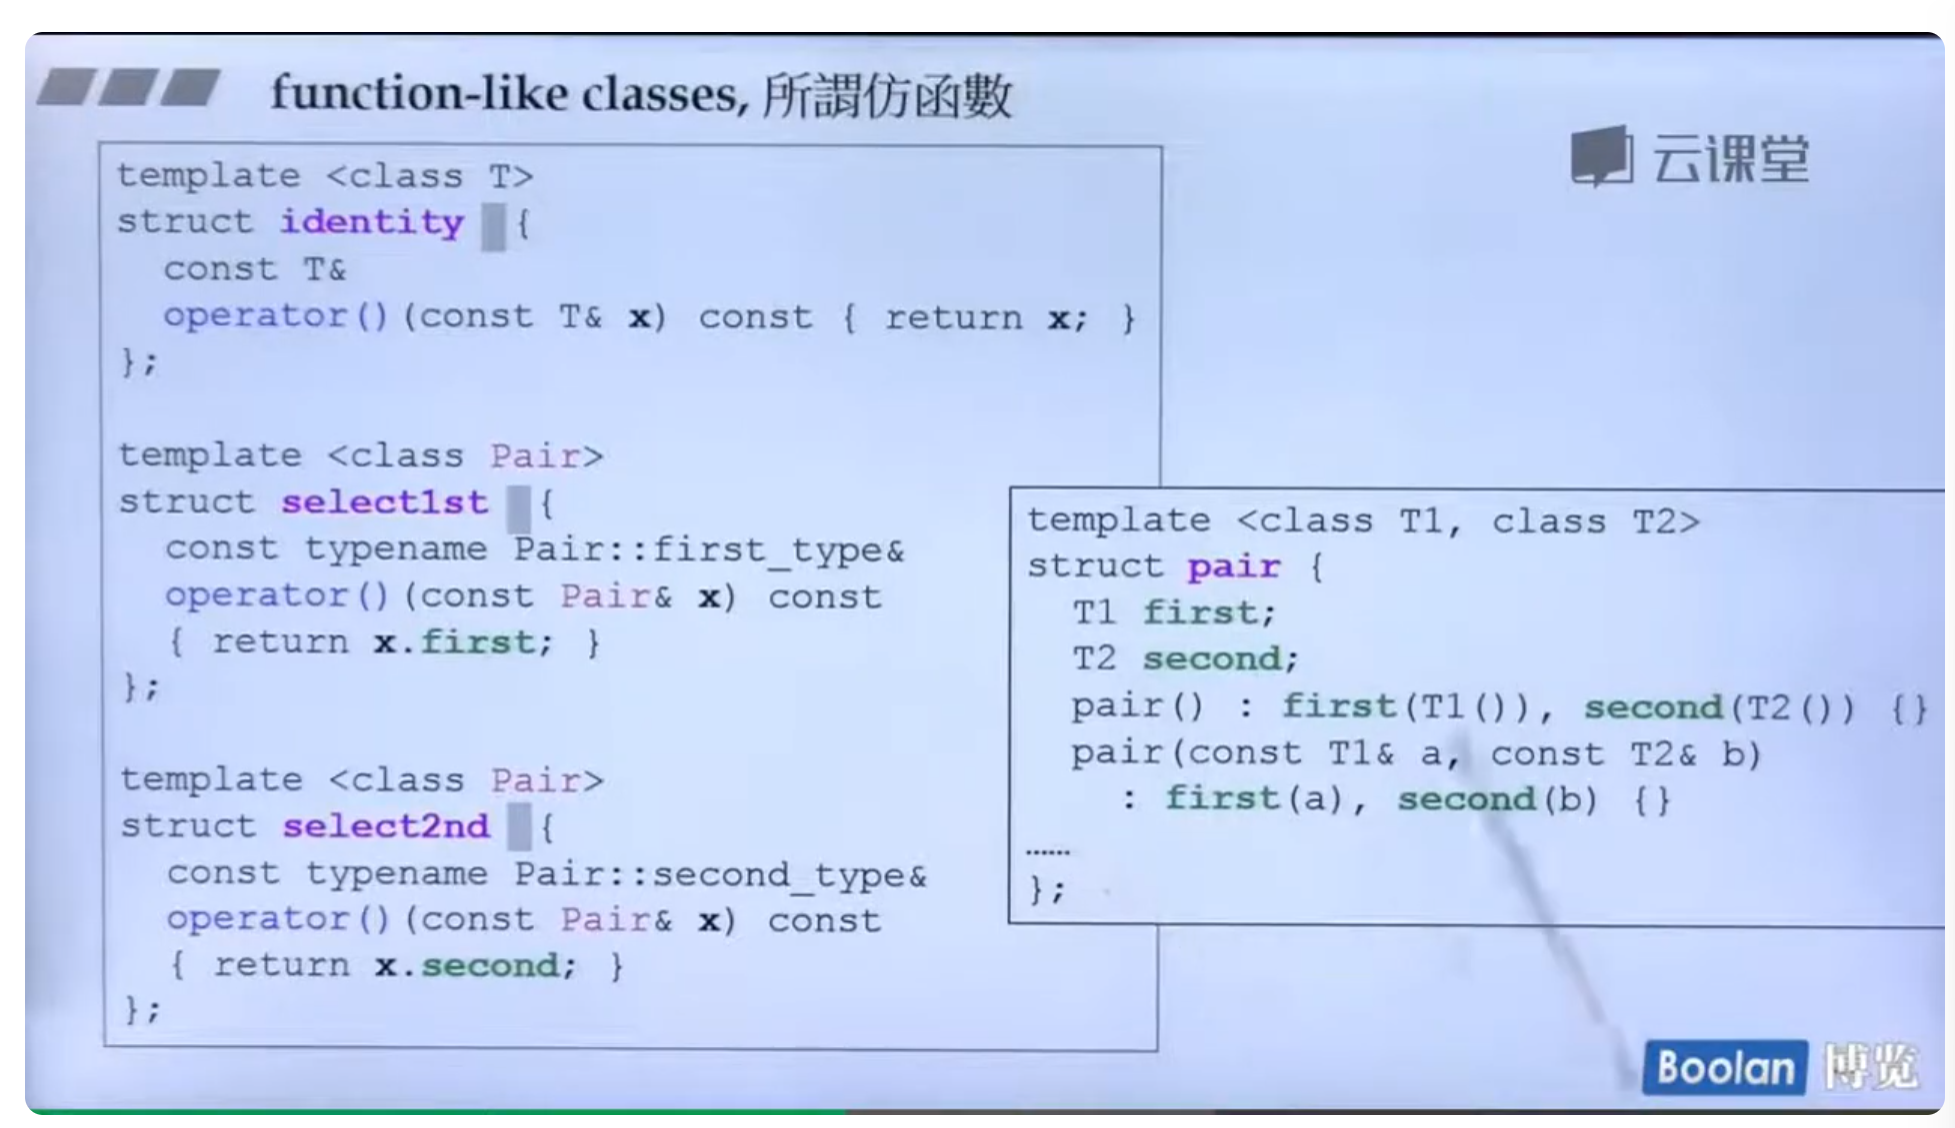 function-like classes, 所謂仿函數
云课堂
template <class T>
struct identity {
const T&
operator()(const T& x) const { return x; }
};
template <class Pair>
struct select1st {
const typename Pair::first_type&
operator()(const Pair& x) const
{ return x.first; }
};
template <class Pair>
struct select2nd {
const typename Pair::second_type&
operator()(const Pair& x) const
{ return x.second; }
};
template <class T1, class T2>
struct pair {
T1 first;
T2 second;
pair() : first(T1()), second(T2()) {}
pair(const T1& a, const T2& b)
: first(a), second(b) {}
......
};
Boolan 博览